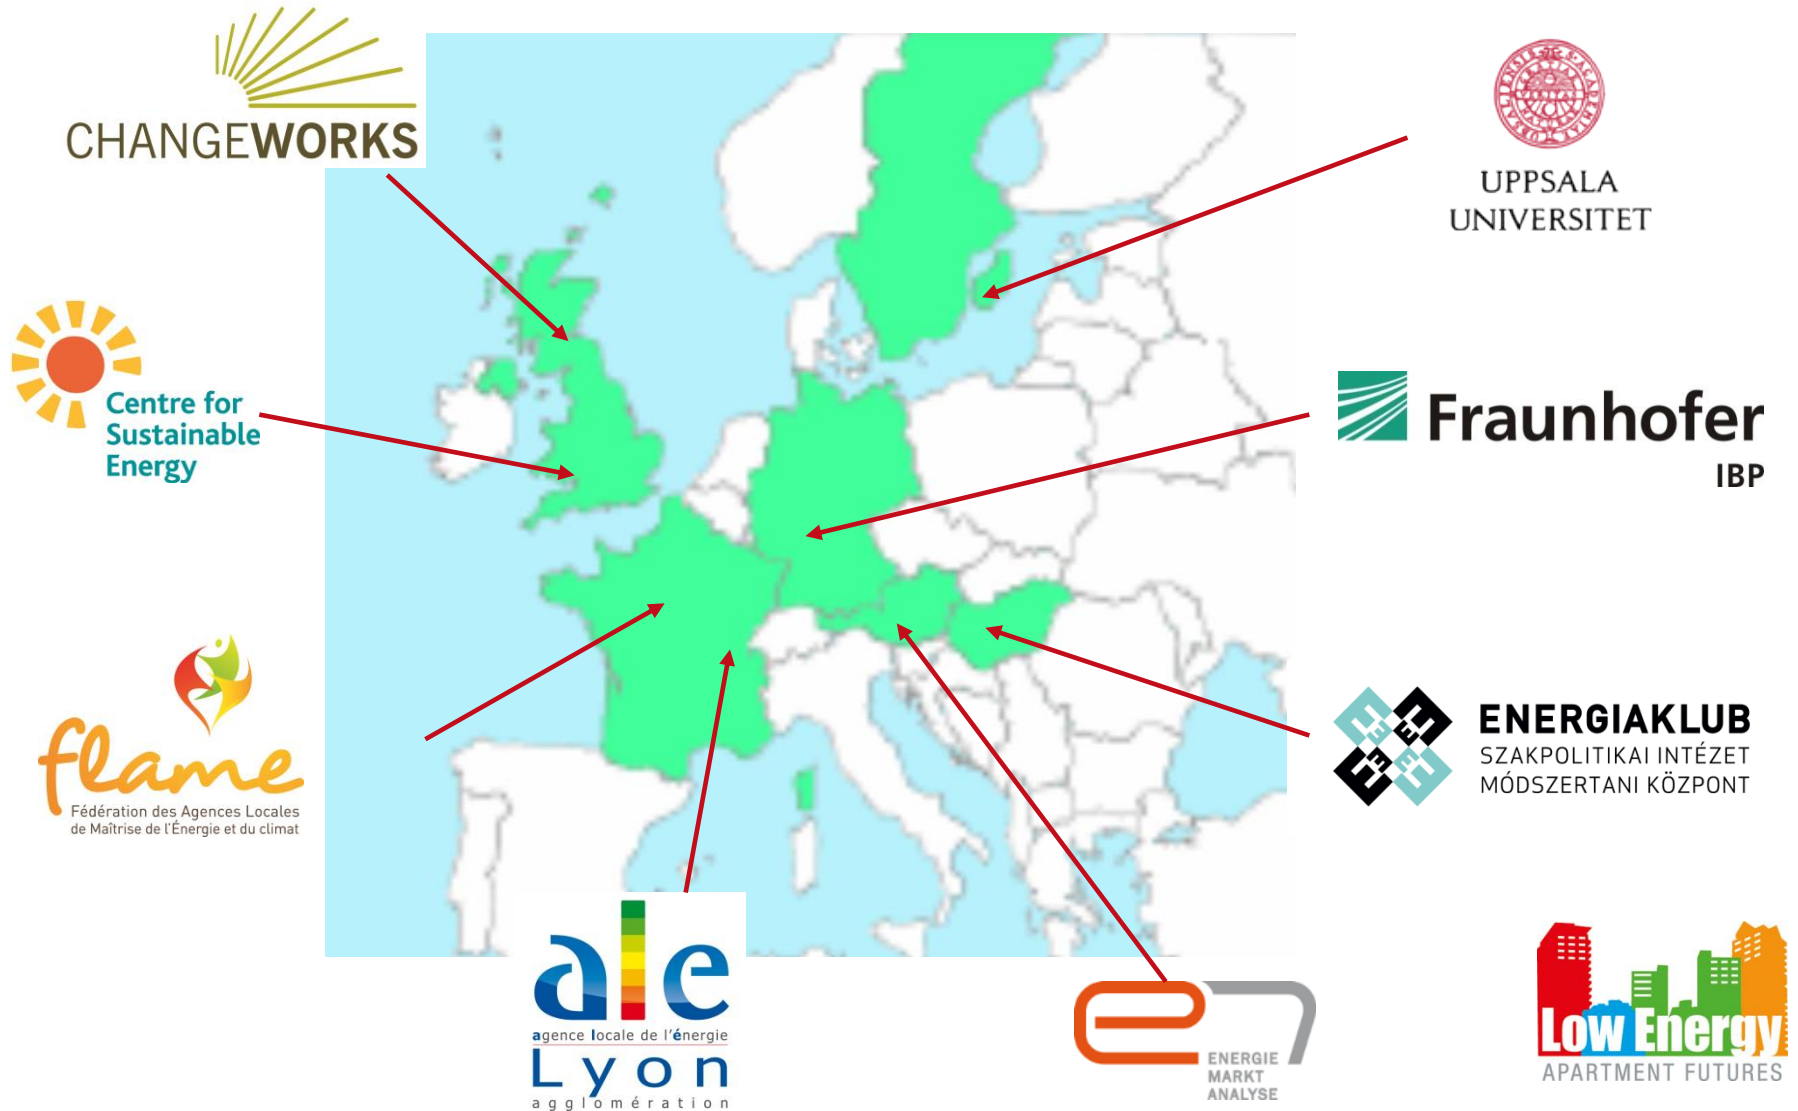 CHANGEWORKS
UPPSALA
UNIVERSITET
Centre for
Sustainable
Energy
Fraunhofer
IBP
flame
Fédération des Agences Locales
de Maîtrise de l'Énergie et du climat
ENERGIAKLUB
SZAKPOLITIKAI INTÉZET
MÓDSZERTANI KÖZPONT
ale
agence locale de l'énergie
Lyon
agglomération
e7
ENERGIE
MARKT
ANALYSE
Low Energy
APARTMENT FUTURES